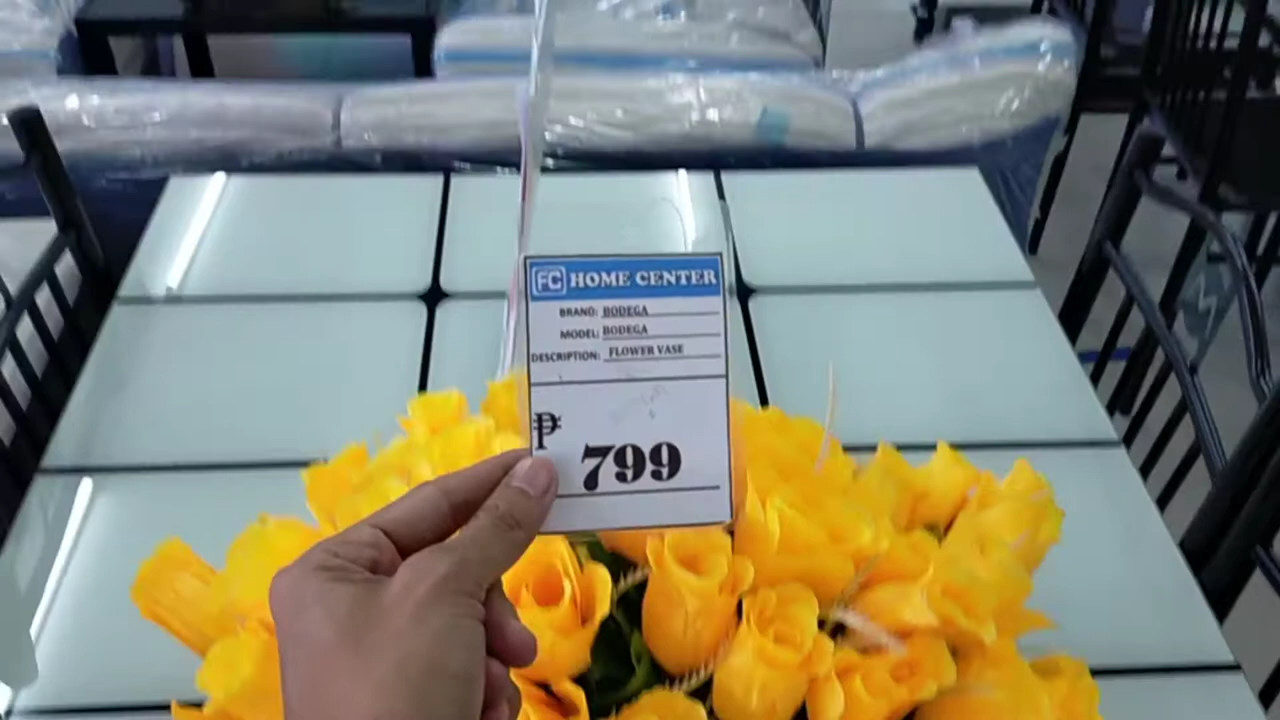 FC HOME CENTER
BRAND: BODEGA
MODEL: BODEGA
DESCRIPTION: FLOWER VASE
₱ 799